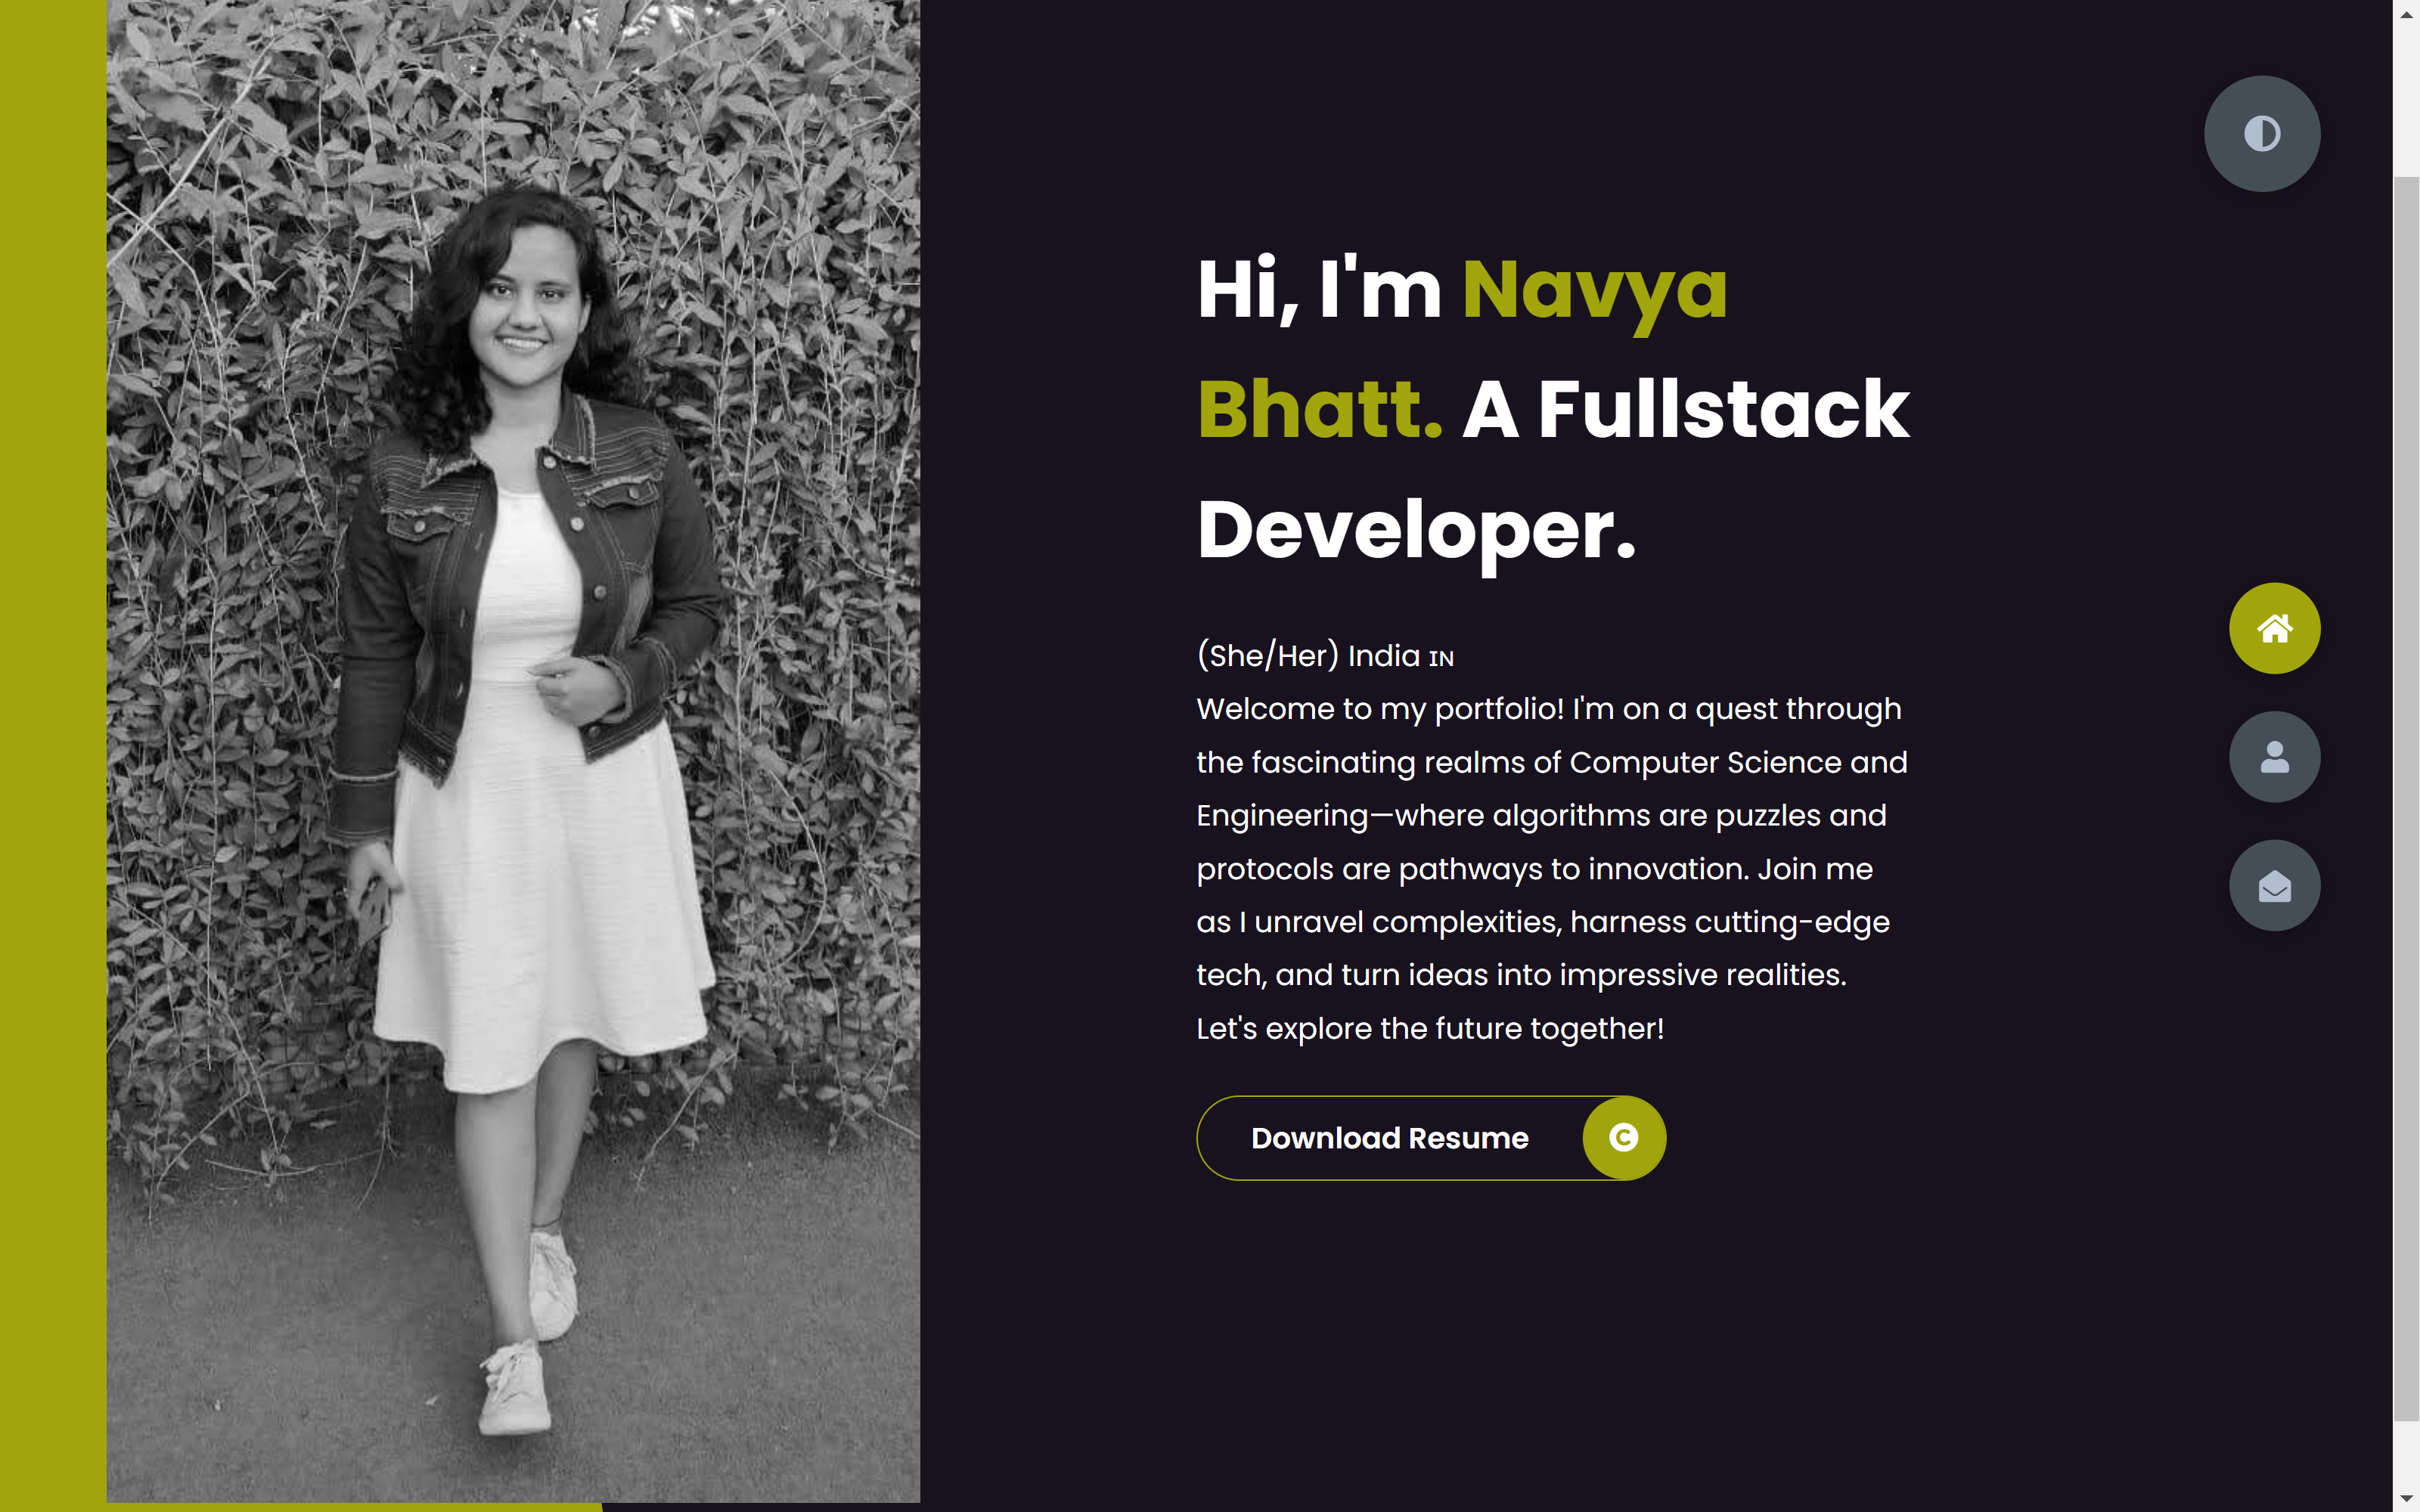 Hi, I'm Navya
Bhatt. A Fullstack
Developer.
(She/Her) India ɪɴ
Welcome to my portfolio! I'm on a quest through
the fascinating realms of Computer Science and
Engineering—where algorithms are puzzles and
protocols are pathways to innovation. Join me
as I unravel complexities, harness cutting-edge
tech, and turn ideas into impressive realities.
Let's explore the future together!
Download Resume